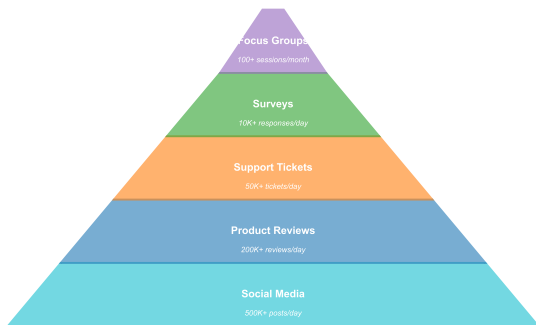 Focus Groups
100+ sessions/month
Surveys
10K+ responses/day
Support Tickets
50K+ tickets/day
Product Reviews
200K+ reviews/day
Social Media
500K+ posts/day